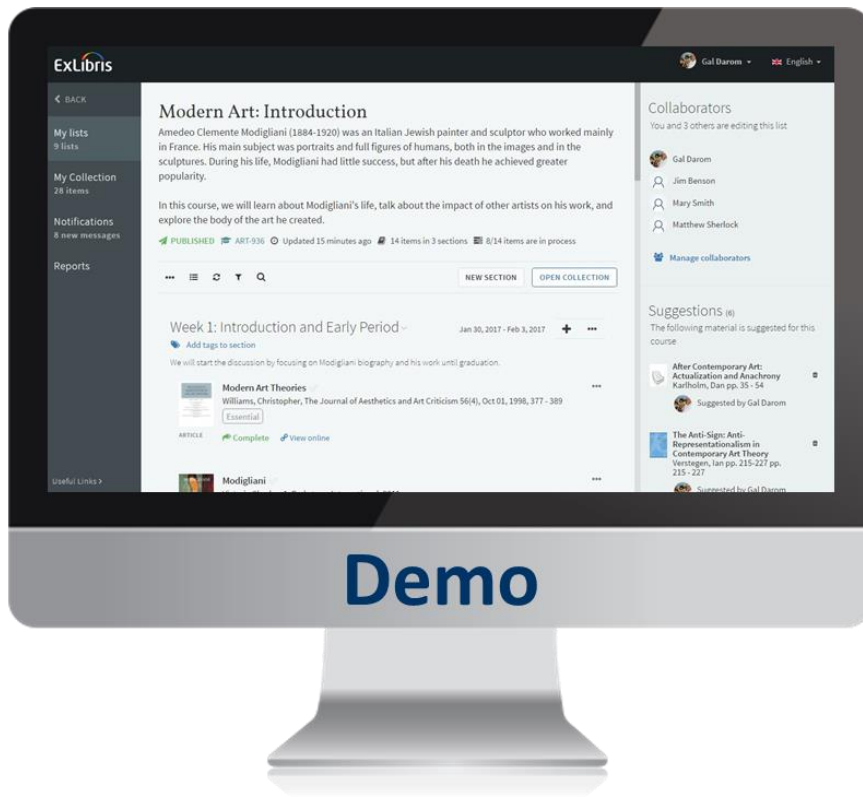 ExLibris
Gal Darom
English
BACK
My lists
9 lists
My Collection
28 items
Notifications
8 new messages
Reports
Useful Links >
Modern Art: Introduction
Amedeo Clemente Modigliani (1884-1920) was an Italian Jewish painter and sculptor who worked mainly
in France. His main subject was portraits and full figures of humans, both in the images and in the
sculptures. During his life, Modigliani had little success, but after his death he achieved greater
popularity.
In this course, we will learn about Modigliani's life, talk about the impact of other artists on his work, and
explore the body of the art he created.
PUBLISHED ART-936 Updated 15 minutes ago 14 items in 3 sections 8/14 items are in process
NEW SECTION OPEN COLLECTION
Week 1: Introduction and Early Period
Jan 30, 2017 - Feb 3, 2017
Add tags to section
We will start the discussion by focusing on Modigliani biography and his work until graduation.
Modern Art Theories
Williams, Christopher, The Journal of Aesthetics and Art Criticism 56(4), Oct 01, 1998, 377 - 389
Essential
ARTICLE Complete View online
Modigliani
Collaborators
You and 3 others are editing this list
Gal Darom
Jim Benson
Mary Smith
Matthew Sherlock
Manage collaborators
Suggestions (6)
The following material is suggested for this
course
After Contemporary Art:
Actualization and Anachrony
Karlholm, Dan pp. 35 - 54
Suggested by Gal Darom
The Anti-Sign: Anti-
Representationalism in
Contemporary Art Theory
Verstegen, Ian pp. 215-227 pp.
215 - 227
Suggested by Gal Darom
Demo